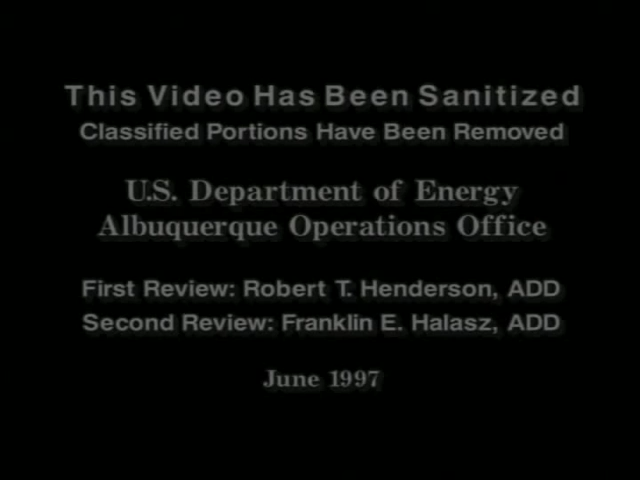 This Video Has Been Sanitized
Classified Portions Have Been Removed
U.S. Department of Energy
Albuquerque Operations Office
First Review: Robert T. Henderson, ADD
Second Review: Franklin E. Halasz, ADD
June 1997